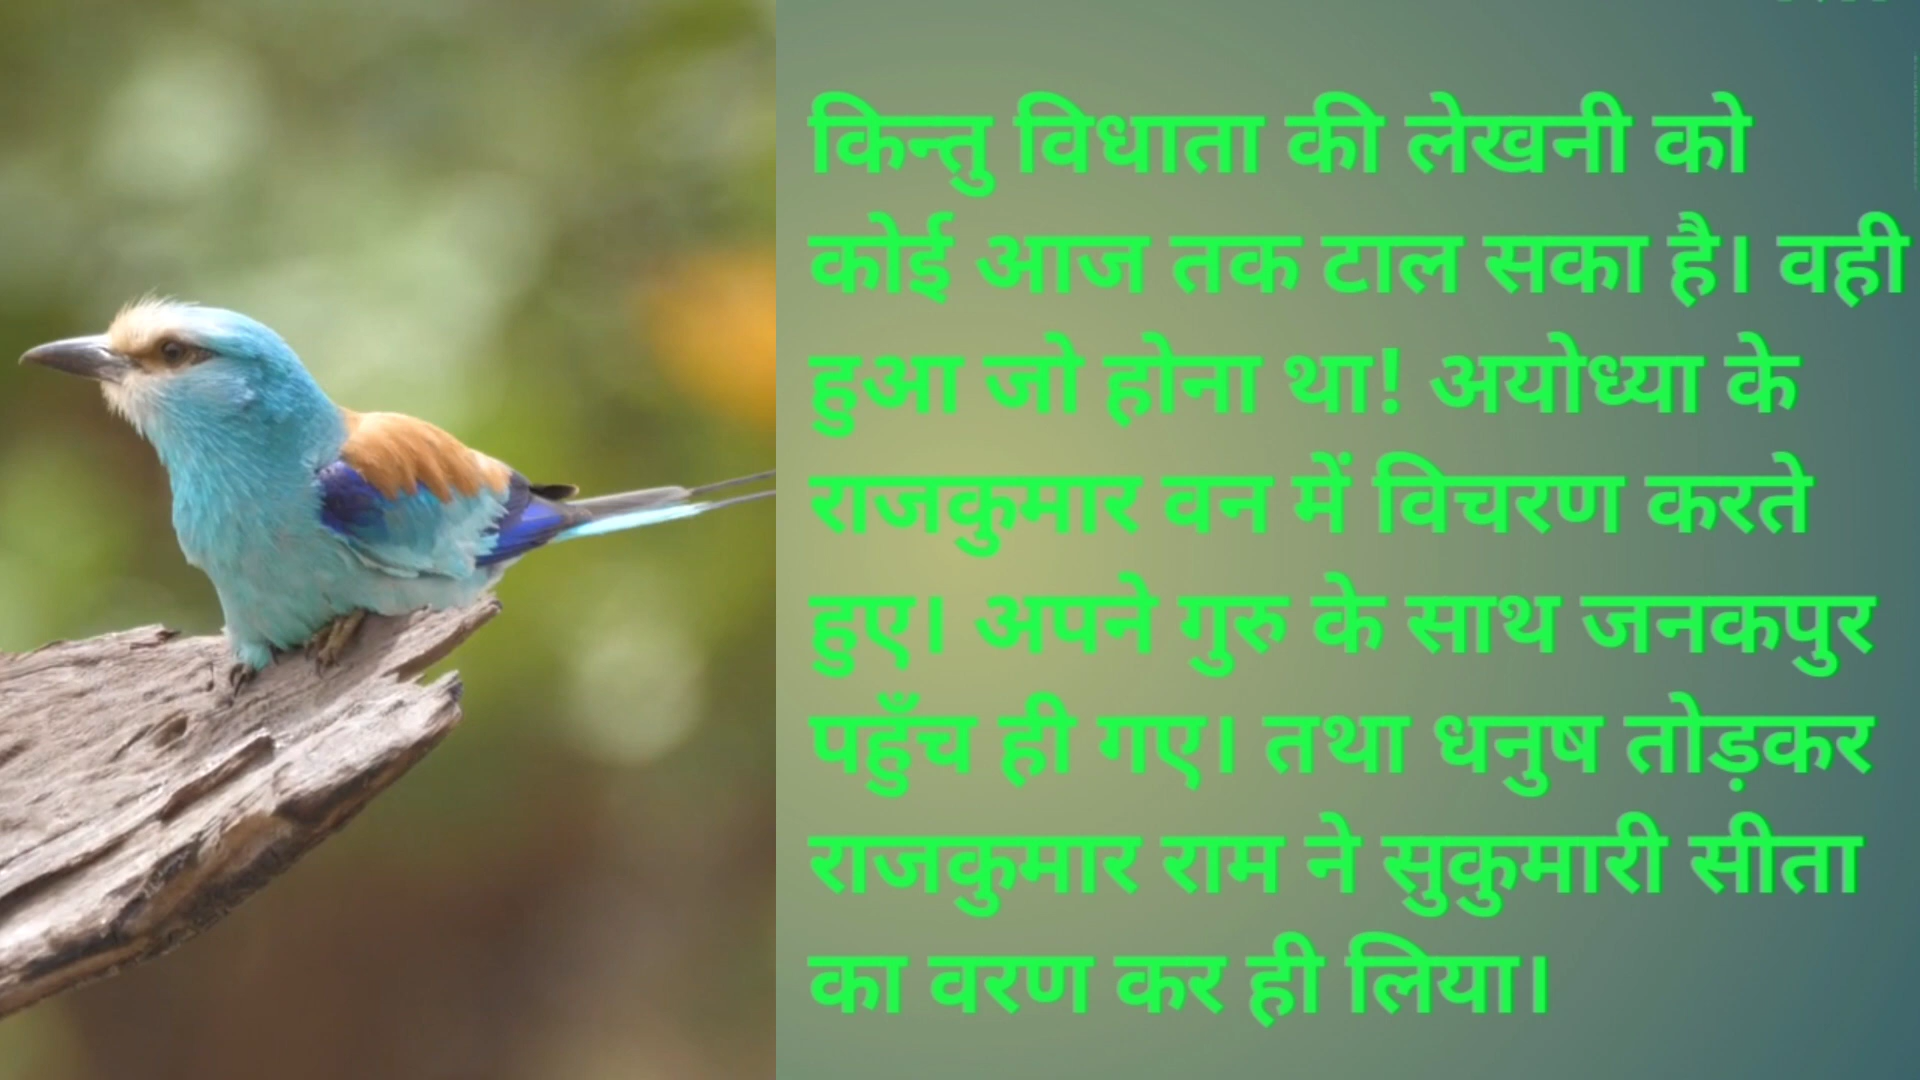 किन्तु विधाता की लेखनी को
कोई आज तक टाल सका है। वही
हुआ जो होना था! अयोध्या के
राजकुमार वन में विचरण करते
हुए। अपने गुरु के साथ जनकपुर
पहुँच ही गए। तथा धनुष तोड़कर
राजकुमार राम ने सुकुमारी सीता
का वरण कर ही लिया।